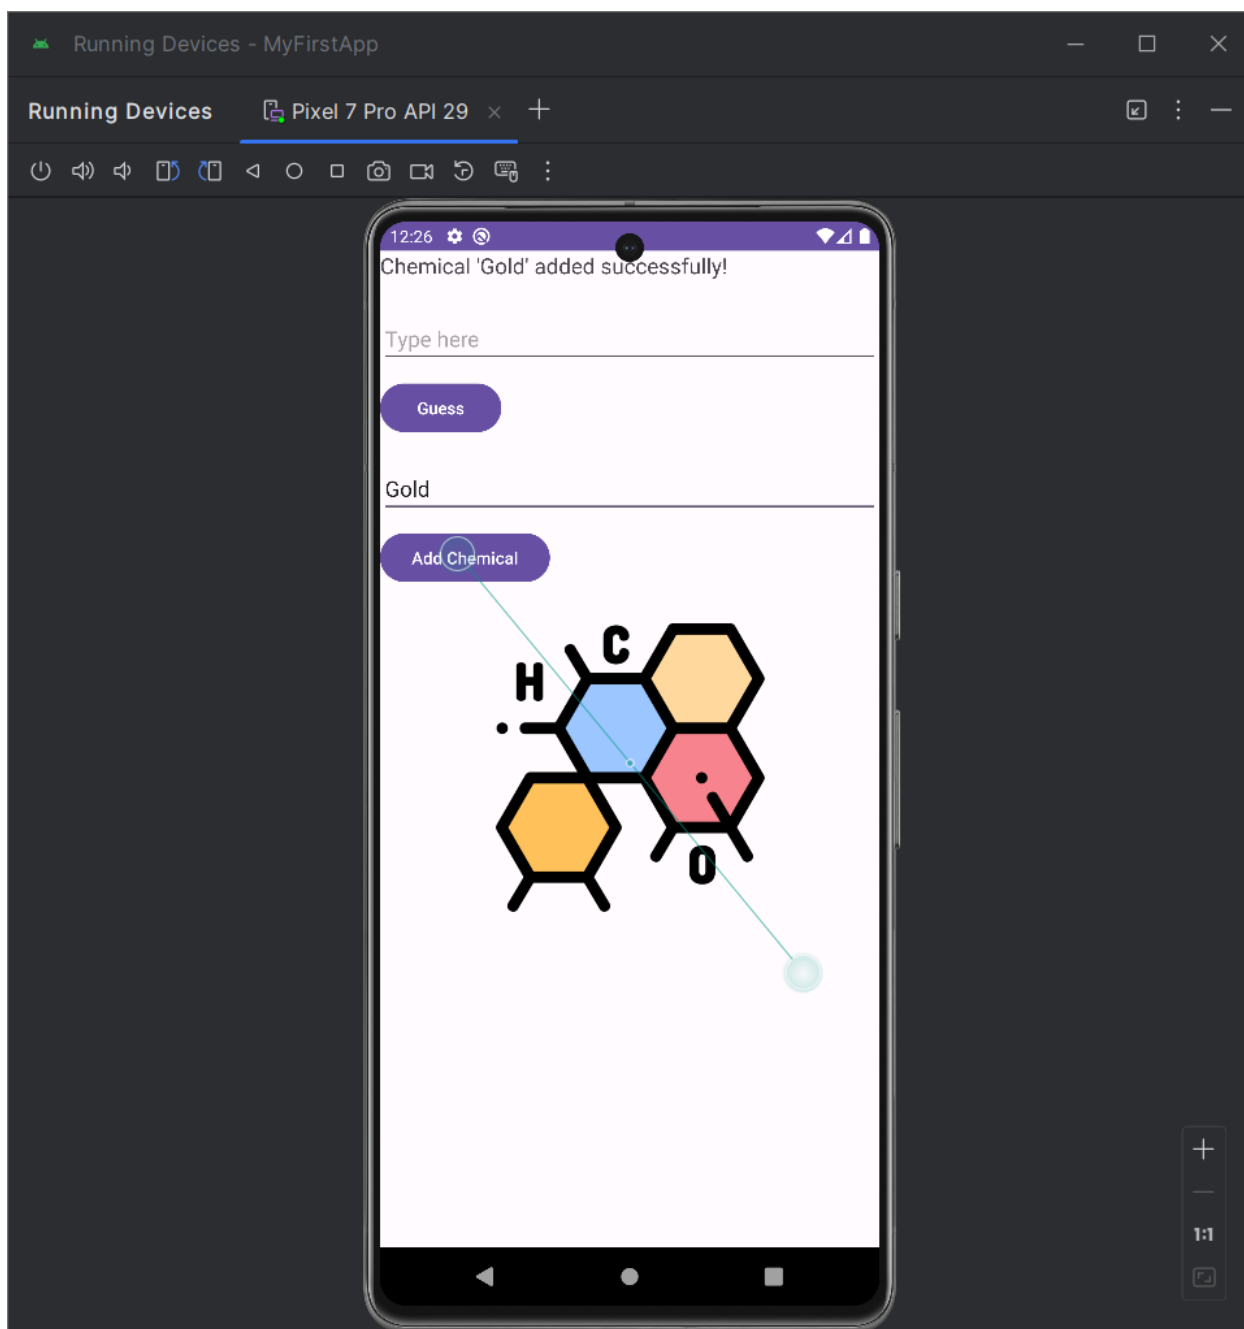 Running Devices - MyFirstApp
Running Devices
Pixel 7 Pro API 29
12:26
Chemical 'Gold' added successfully!
Type here
Guess
Gold
Add Chemical
C
H
O
1:1